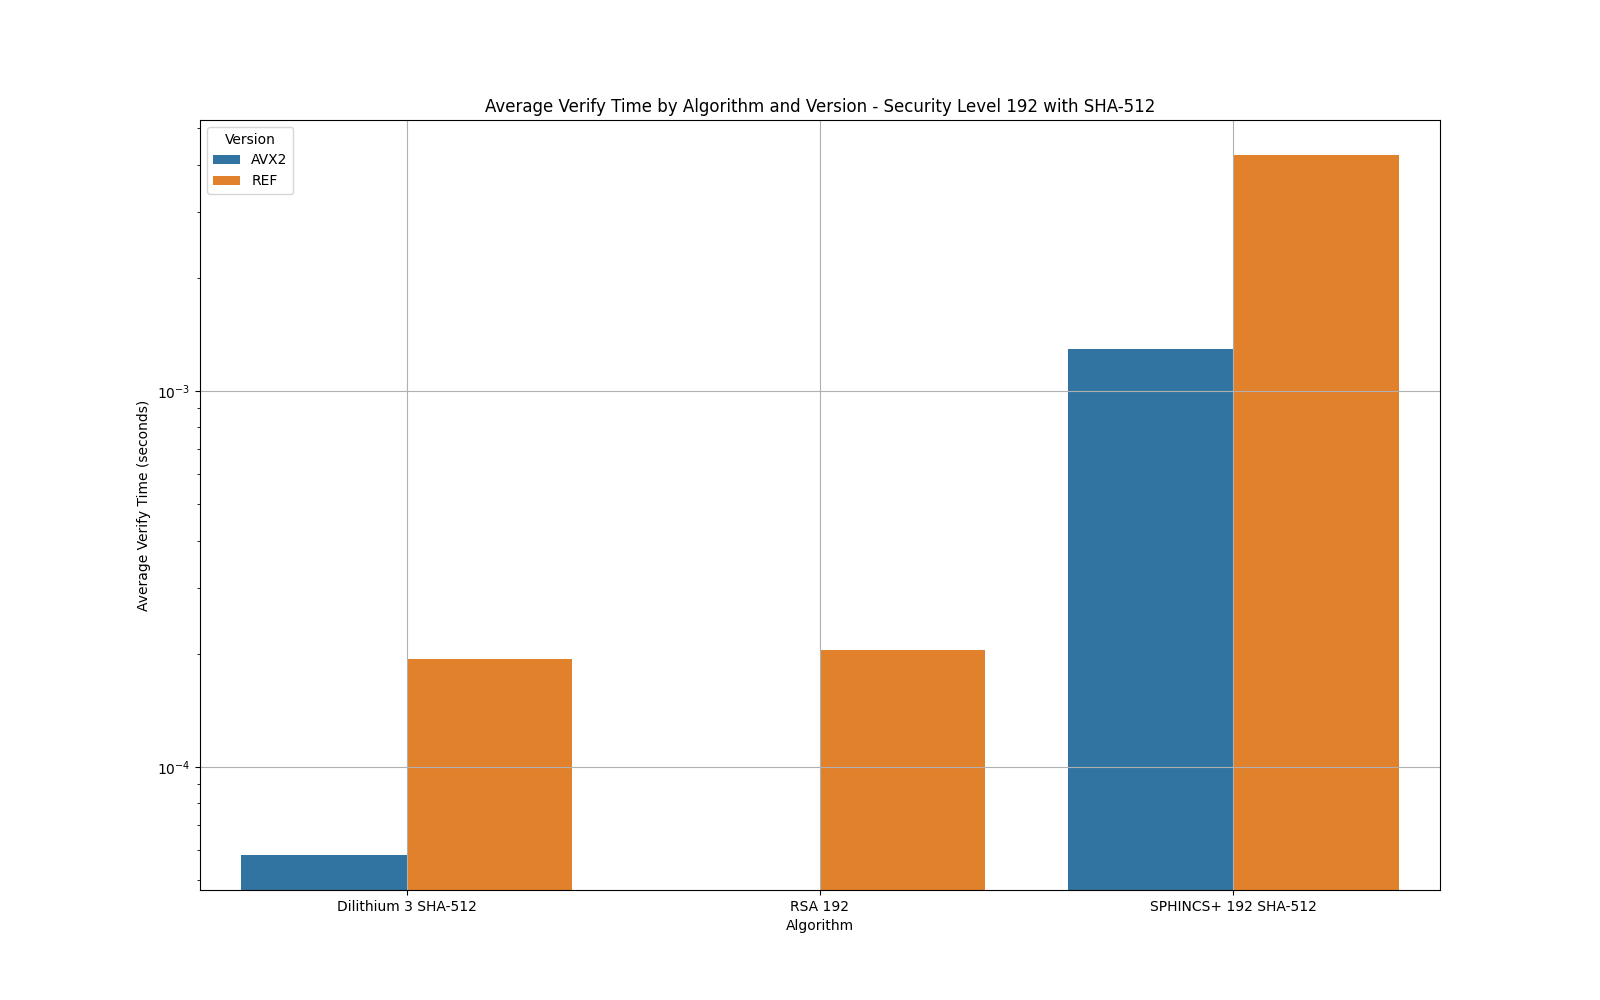 Average Verify Time by Algorithm and Version - Security Level 192 with SHA-512
Version
AVX2
REF
Average Verify Time (seconds)
10⁻³
10⁻⁴
Dilithium 3 SHA-512
RSA 192
SPHINCS+ 192 SHA-512
Algorithm